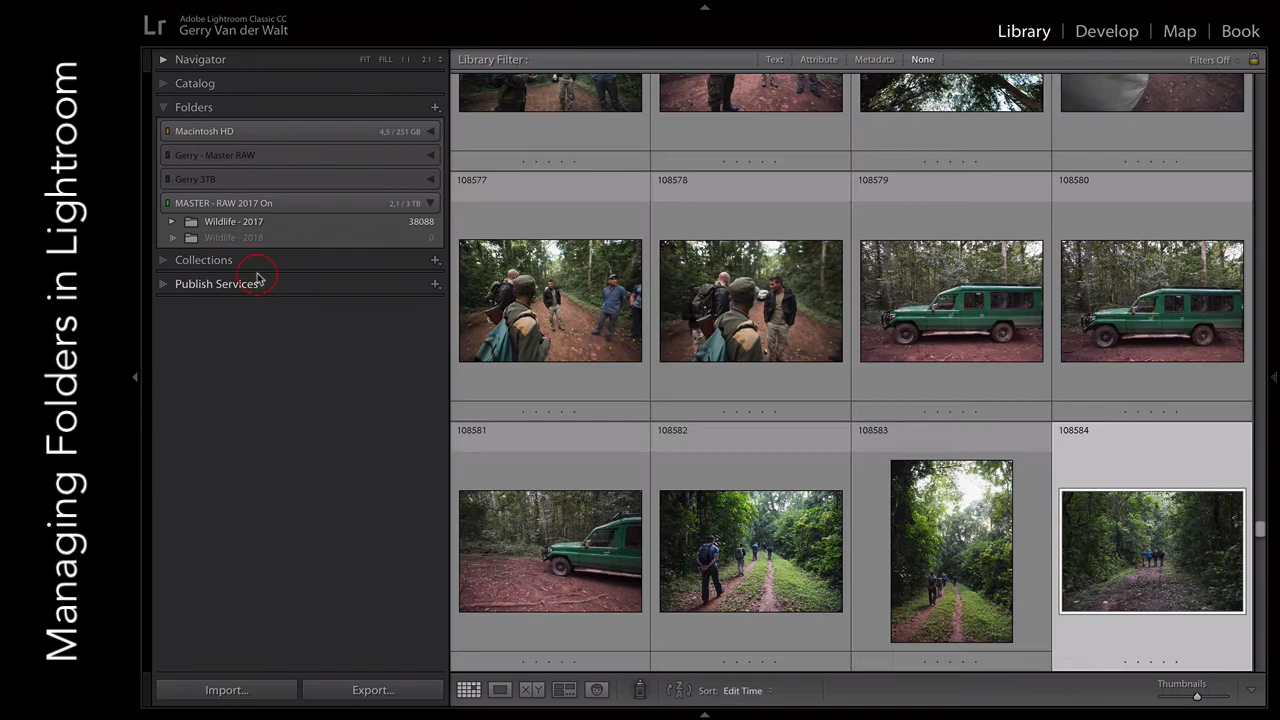 Managing Folders in Lightroom
Lr
Adobe Lightroom Classic CC
Gerry Van der Walt
Library | Develop | Map | Book
Navigator
FIT FILL 1:1 2:1
Catalog
Folders
Macintosh HD 4,5 / 251 GB
Gerry - Master RAW
Gerry 3TB
MASTER - RAW 2017 On 2,1 / 3 TB
Wildlife - 2017 38088
Wildlife - 2018 0
Collections
Publish Services
Import...
Export...
Library Filter :
Text Attribute Metadata None
Filters Off
108577
108578
108579
108580
108581
108582
108583
108584
XY
Sort: Edit Time
Thumbnails